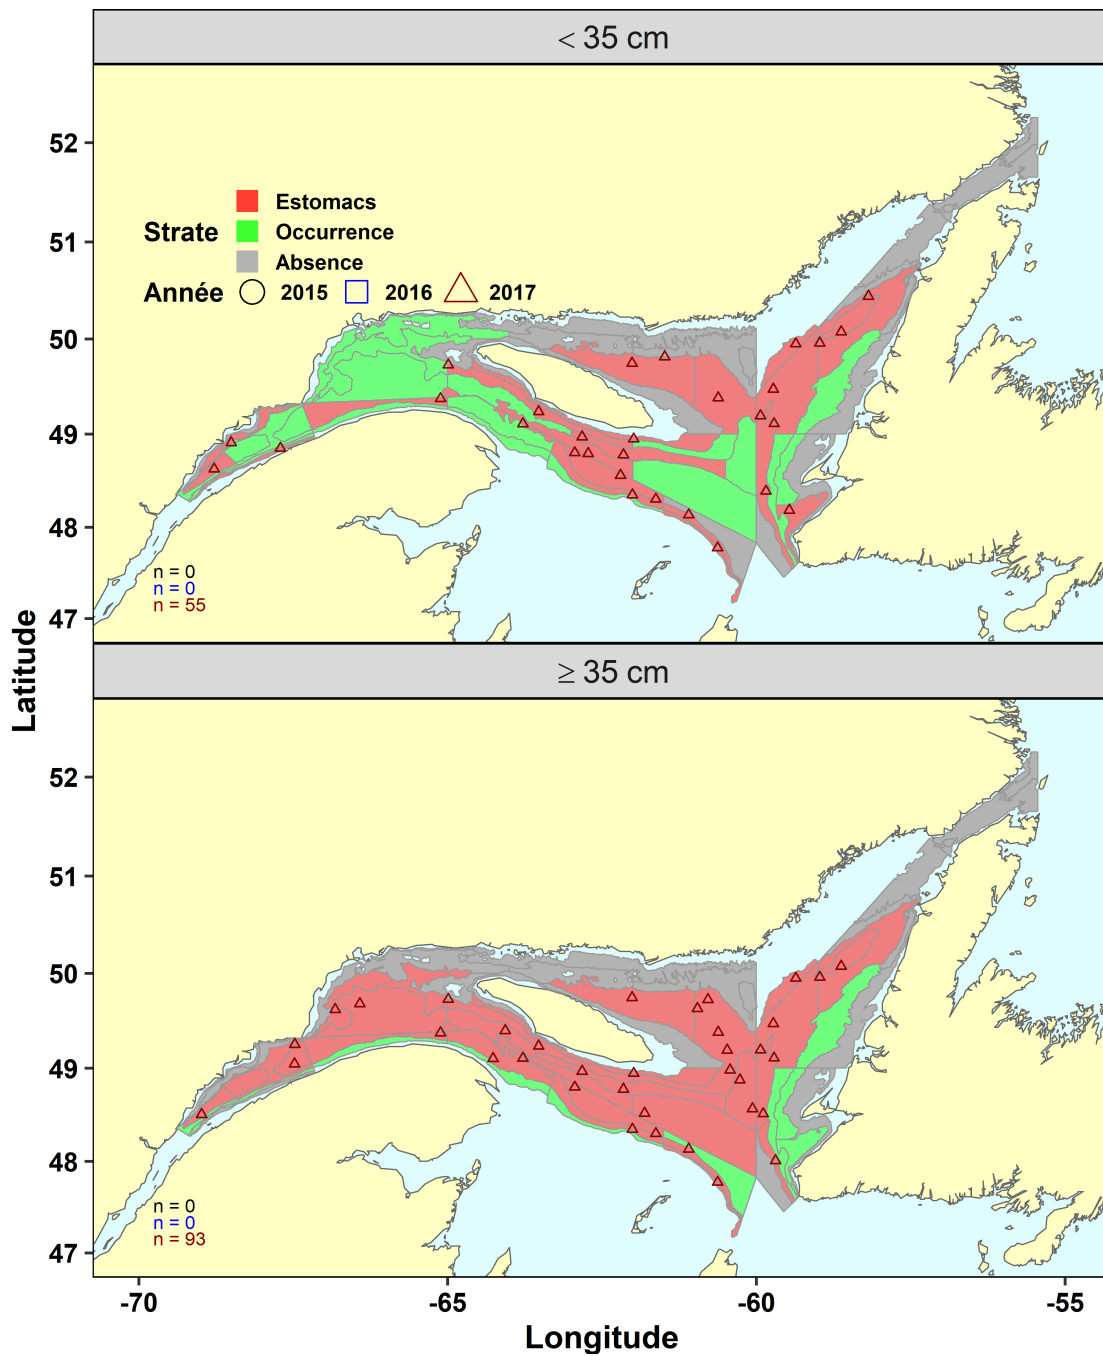 < 35 cm
52
51
50
49
48
47
Strate
Estomacs
Occurrence
Absence
Année 2015 2016 2017
n = 0
n = 0
n = 55
Latitude
≥ 35 cm
52
51
50
49
48
47
n = 0
n = 0
n = 93
-70 -65 -60 -55
Longitude